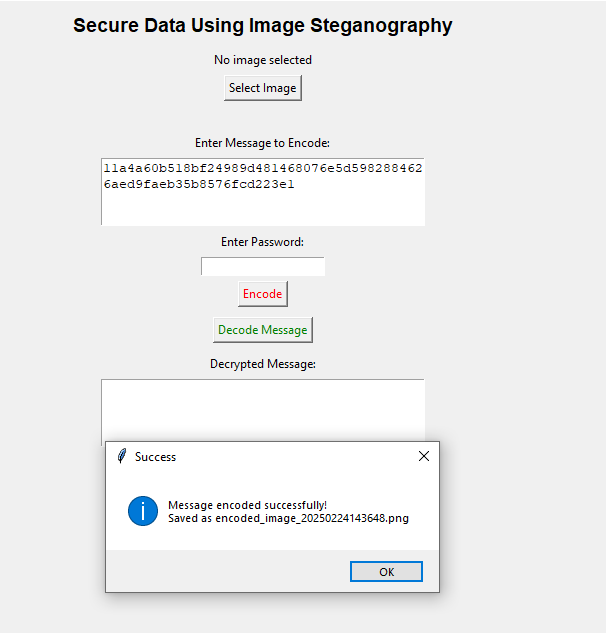 Secure Data Using Image Steganography
No image selected
Select Image
Enter Message to Encode:
11a4a60b518bf24989d481468076e5d598288462
6aed9faeb35b8576fcd223e1
Enter Password:
Encode
Decode Message
Decrypted Message:
Success
Message encoded successfully!
Saved as encoded_image_20250224143648.png
OK